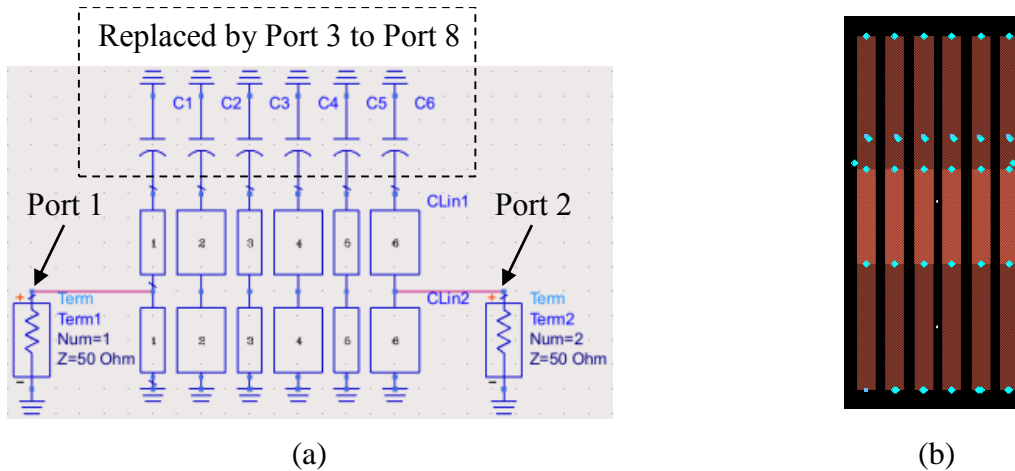 Replaced by Port 3 to Port 8
C1 C2 C3 C4 C5 C6
Port 1
CLin1
Port 2
1 2 3 4 5 6
+ Term
Term1
Num=1
Z=50 Ohm
-
CLin2
1 2 3 4 5 6
+ Term
Term2
Num=2
Z=50 Ohm
-
(a)
(b)